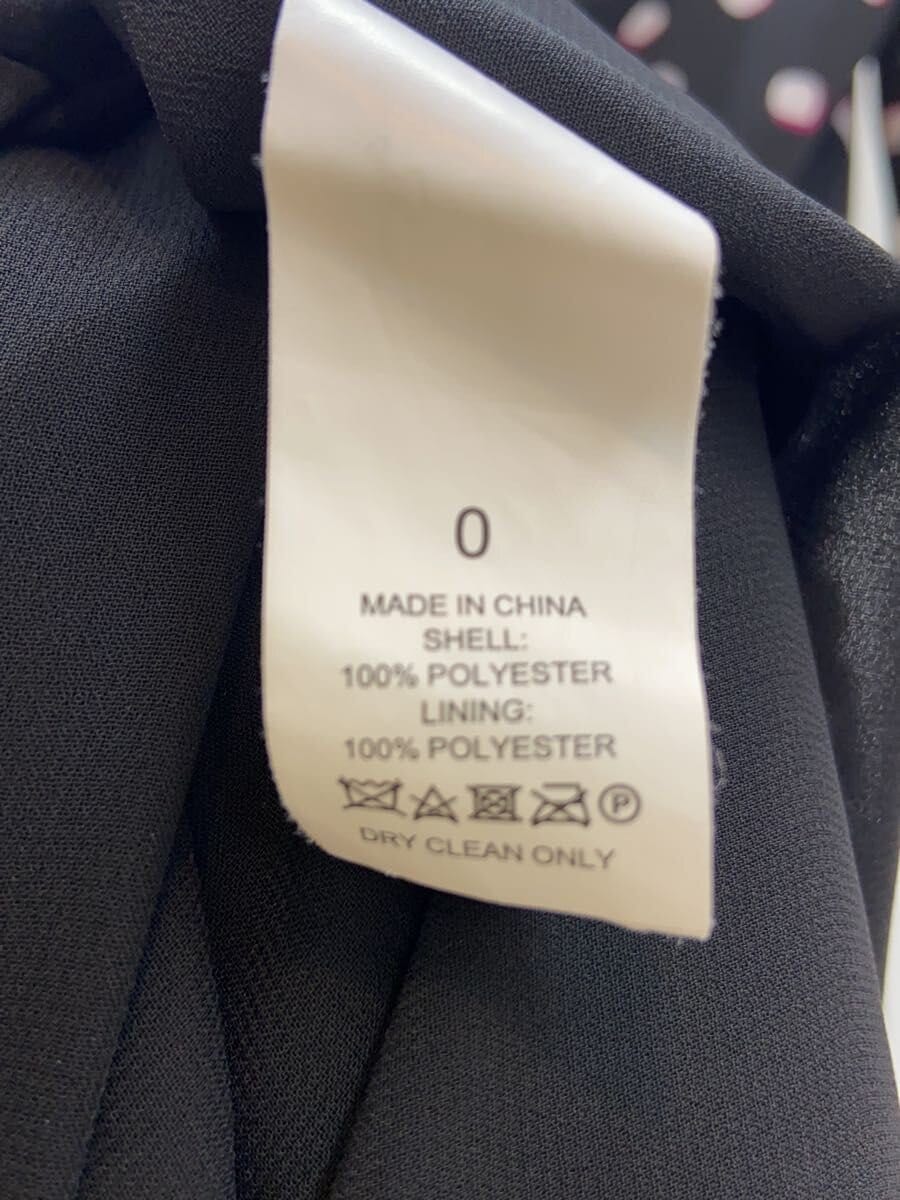 0
MADE IN CHINA
SHELL:
100% POLYESTER
LINING:
100% POLYESTER
P
DRY CLEAN ONLY